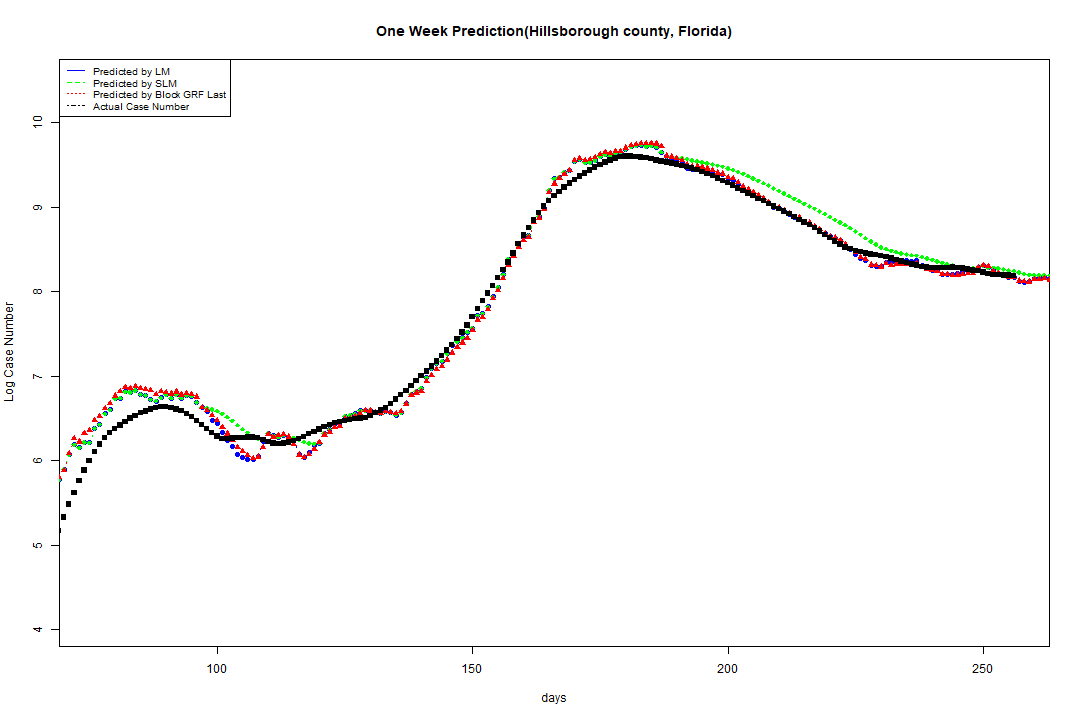 One Week Prediction(Hillsborough county, Florida)
Predicted by LM
Predicted by SLM
Predicted by Block GRF Last
Actual Case Number
10
9
8
7
6
5
4
Log Case Number
100
150
200
250
days